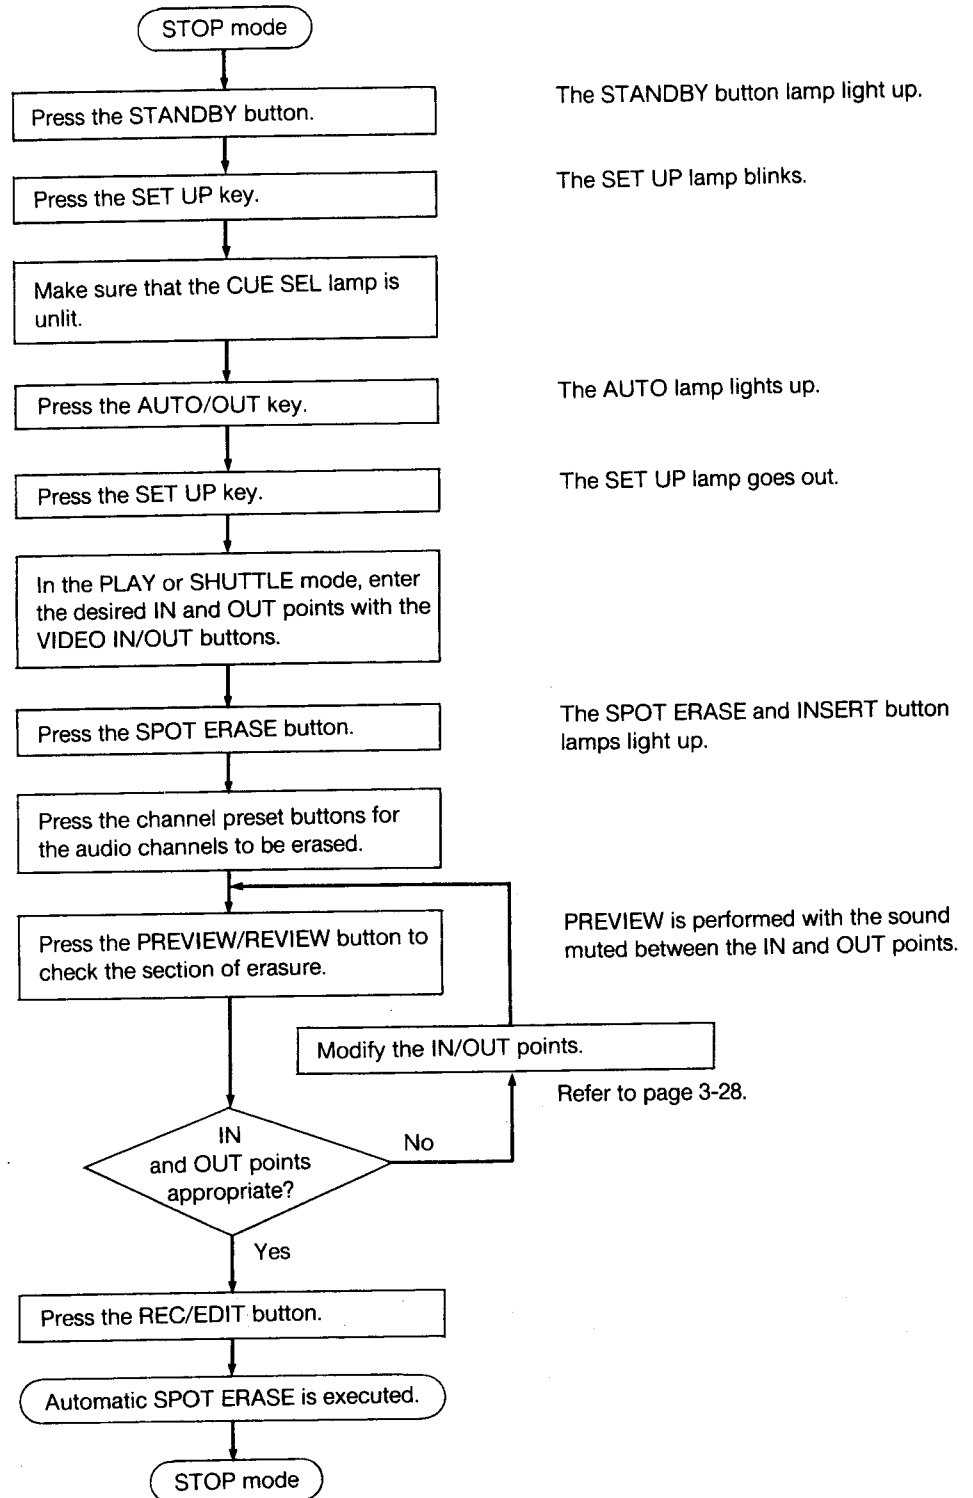 STOP mode
Press the STANDBY button.
The STANDBY button lamp light up.
Press the SET UP key.
The SET UP lamp blinks.
Make sure that the CUE SEL lamp is
unlit.
Press the AUTO/OUT key.
The AUTO lamp lights up.
Press the SET UP key.
The SET UP lamp goes out.
In the PLAY or SHUTTLE mode, enter
the desired IN and OUT points with the
VIDEO IN/OUT buttons.
Press the SPOT ERASE button.
The SPOT ERASE and INSERT button
lamps light up.
Press the channel preset buttons for
the audio channels to be erased.
Press the PREVIEW/REVIEW button to
check the section of erasure.
PREVIEW is performed with the sound
muted between the IN and OUT points.
Modify the IN/OUT points.
Refer to page 3-28.
IN
and OUT points
appropriate?
No
Yes
Press the REC/EDIT button.
Automatic SPOT ERASE is executed.
STOP mode